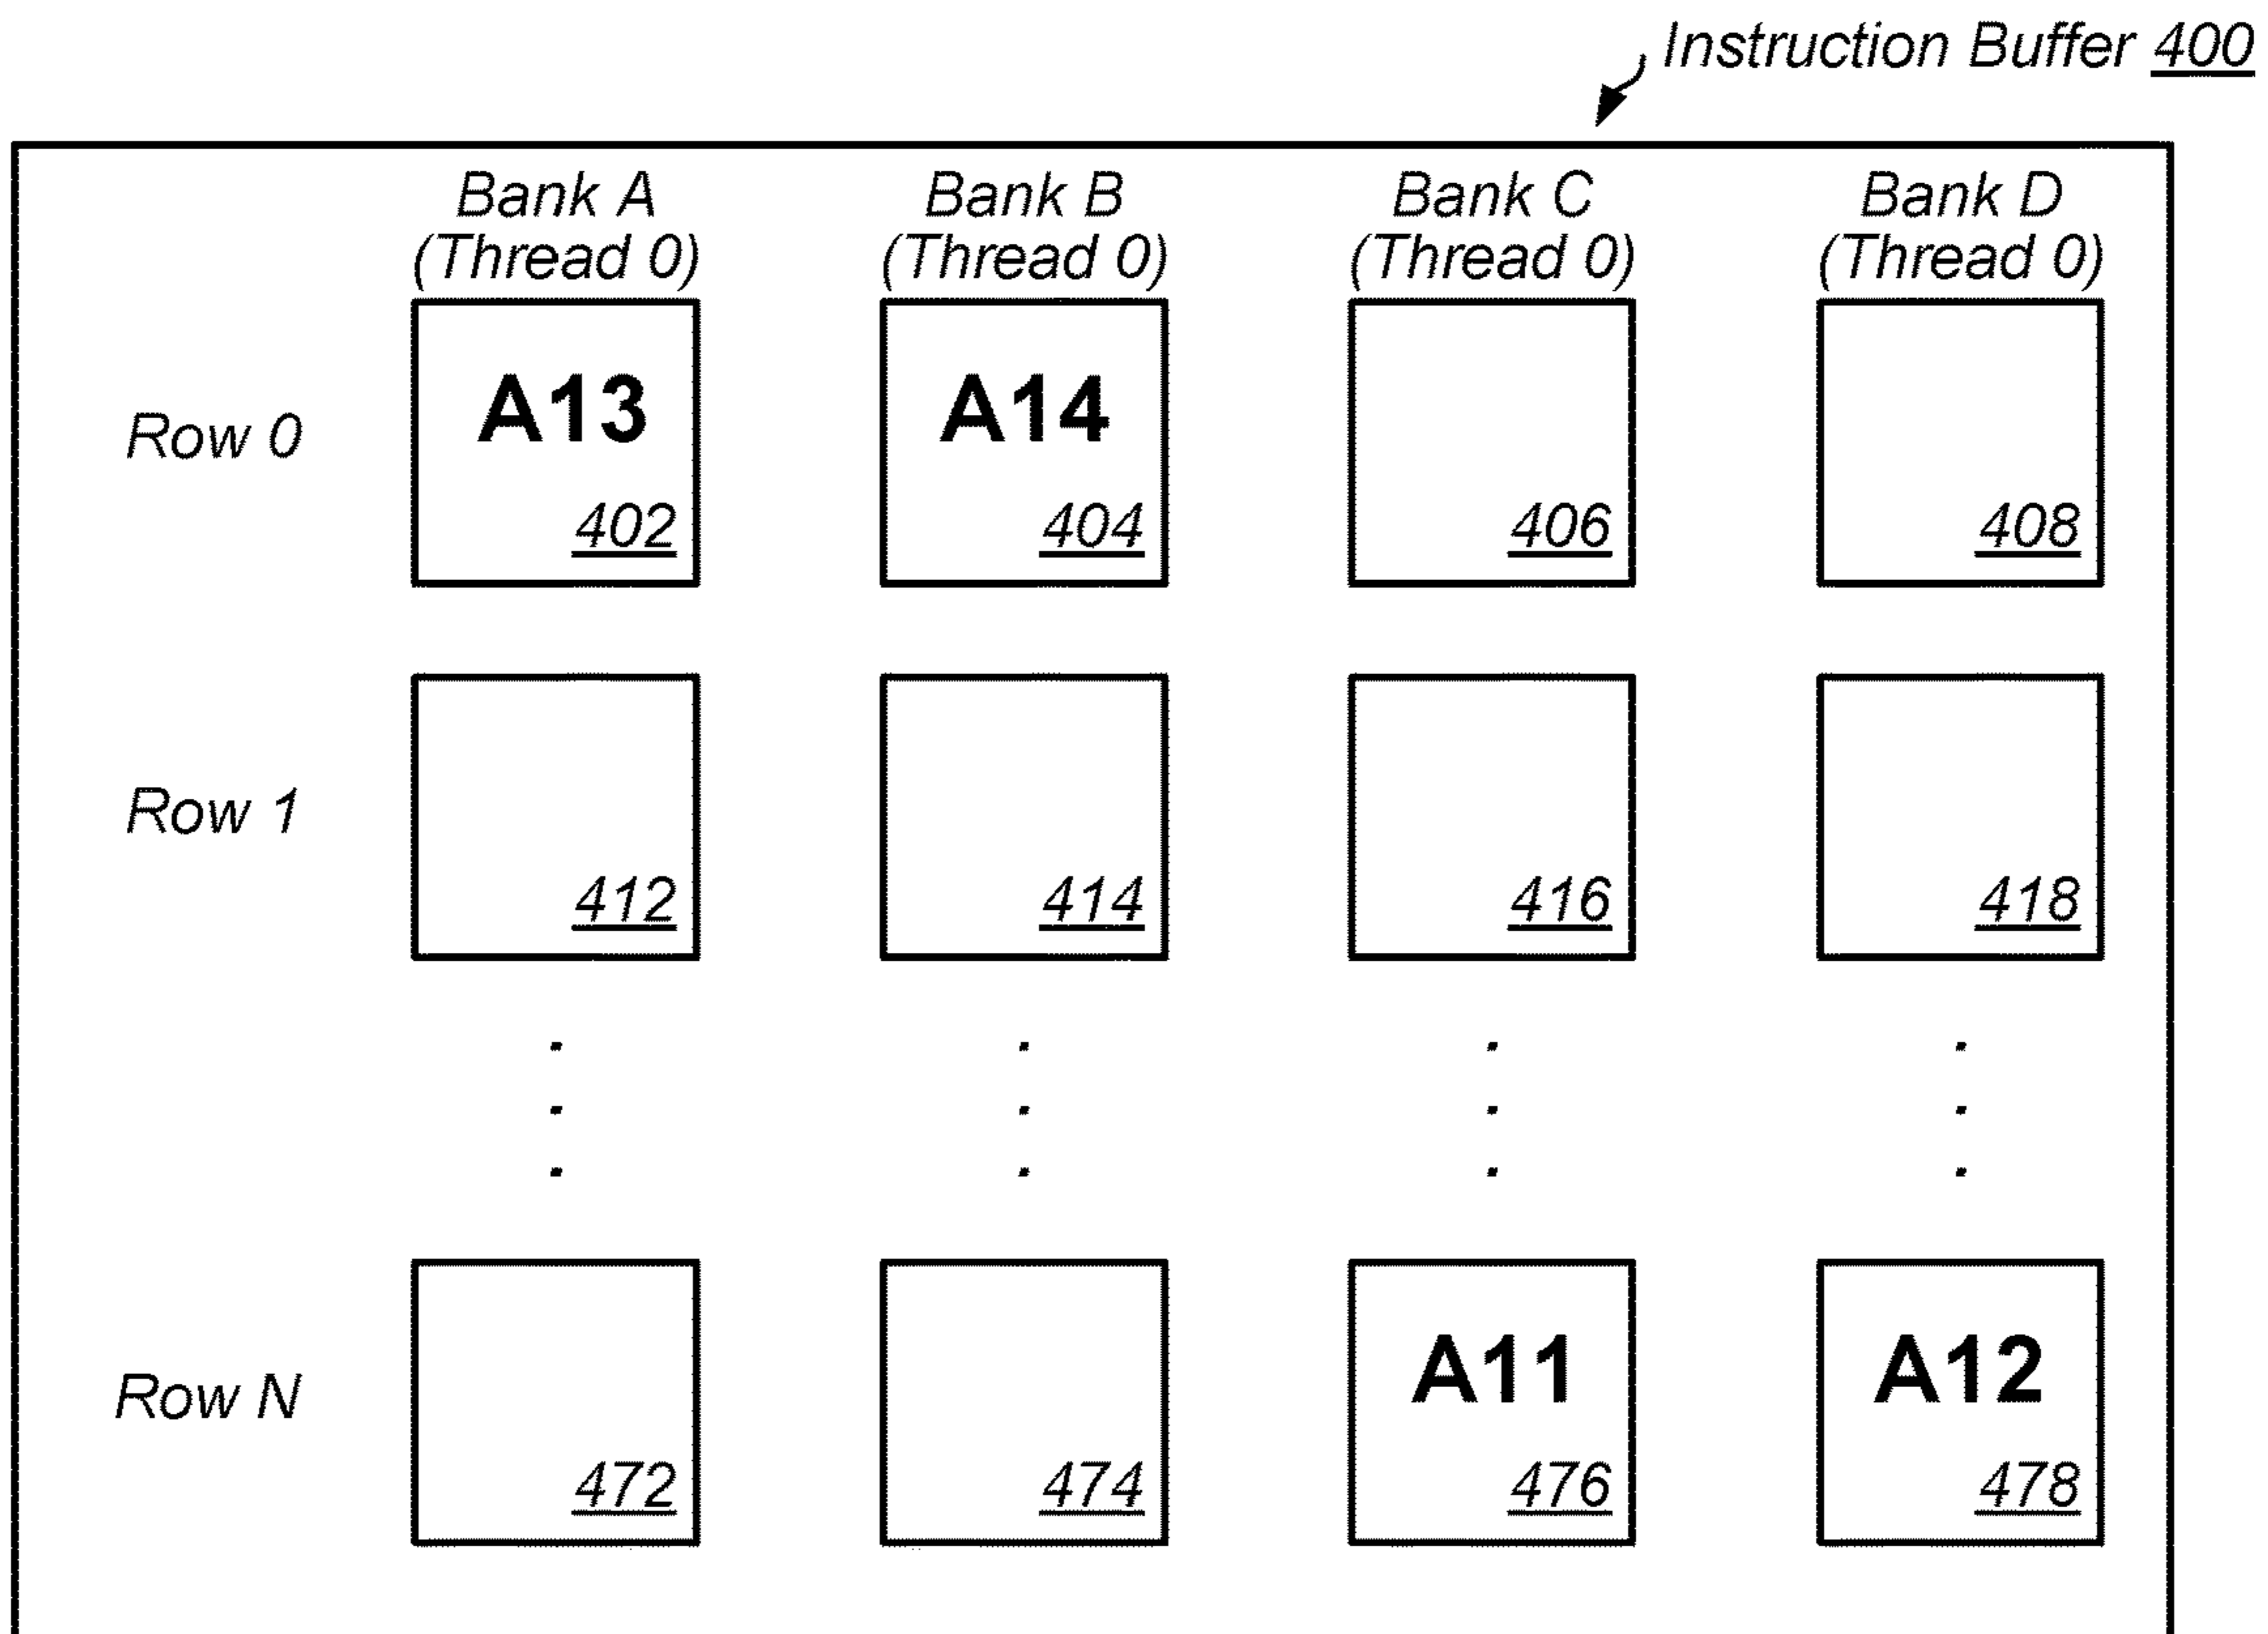 Instruction Buffer 400
Bank A Bank B Bank C Bank D
(Thread 0) (Thread 0) (Thread 0) (Thread 0)
Row 0 A13 A14
402 404 406 408
Row 1
412 414 416 418
Row N A11 A12
472 474 476 478